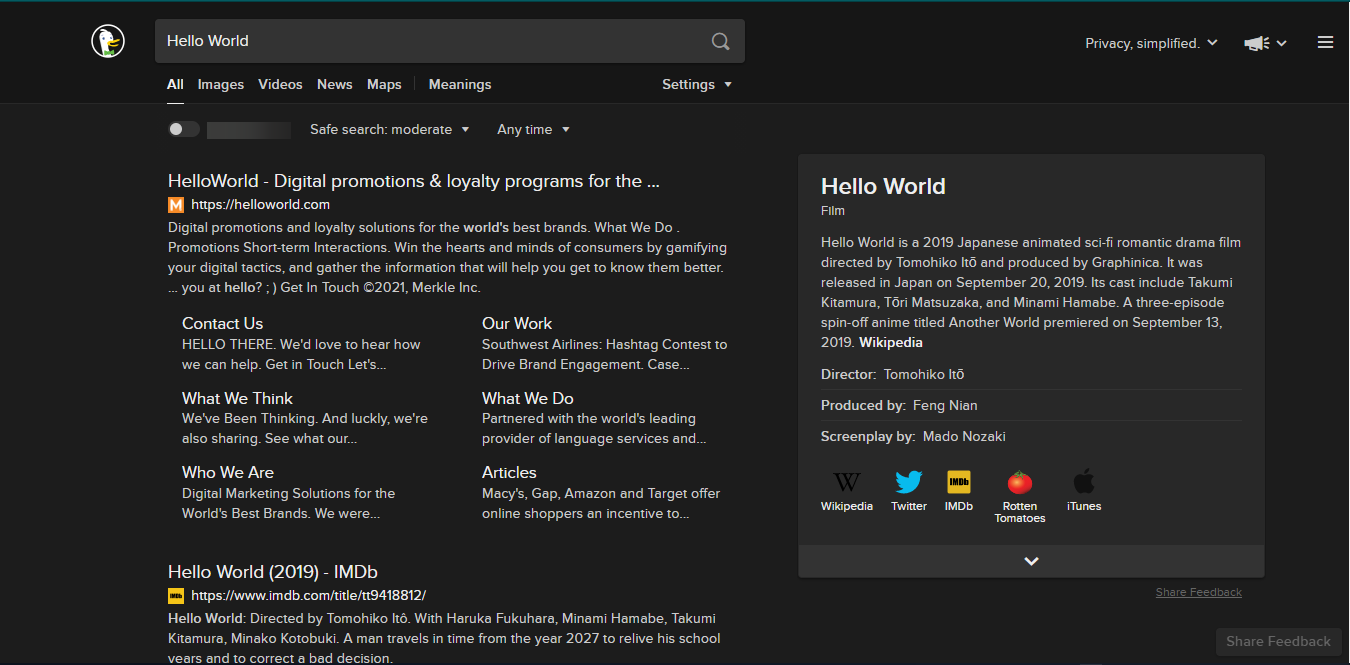 Hello World
Privacy, simplified.
All Images Videos News Maps Meanings Settings
Safe search: moderate Any time
HelloWorld - Digital promotions & loyalty programs for the ...
M https://helloworld.com
Digital promotions and loyalty solutions for the world's best brands. What We Do .
Promotions Short-term Interactions. Win the hearts and minds of consumers by gamifying
your digital tactics, and gather the information that will help you get to know them better.
... you at hello? ; ) Get In Touch ©2021, Merkle Inc.
Contact Us
HELLO THERE. We'd love to hear how
we can help. Get in Touch Let's...
Our Work
Southwest Airlines: Hashtag Contest to
Drive Brand Engagement. Case...
What We Think
We've Been Thinking. And luckly, we're
also sharing. See what our...
What We Do
Partnered with the world's leading
provider of language services and...
Who We Are
Digital Marketing Solutions for the
World's Best Brands. We were...
Articles
Macy's, Gap, Amazon and Target offer
online shoppers an incentive to...
Hello World (2019) - IMDb
IMDb https://www.imdb.com/title/tt9418812/
Hello World: Directed by Tomohiko Itô. With Haruka Fukuhara, Minami Hamabe, Takumi
Kitamura, Minako Kotobuki. A man travels in time from the year 2027 to relive his school
years and to correct a bad decision.
Hello World
Film
Hello World is a 2019 Japanese animated sci-fi romantic drama film
directed by Tomohiko Itō and produced by Graphinica. It was
released in Japan on September 20, 2019. Its cast include Takumi
Kitamura, Tōri Matsuzaka, and Minami Hamabe. A three-episode
spin-off anime titled Another World premiered on September 13,
2019. Wikipedia
Director: Tomohiko Itō
Produced by: Feng Nian
Screenplay by: Mado Nozaki
W IMDb
Wikipedia Twitter IMDb Rotten Tomatoes iTunes
Share Feedback
Share Feedback